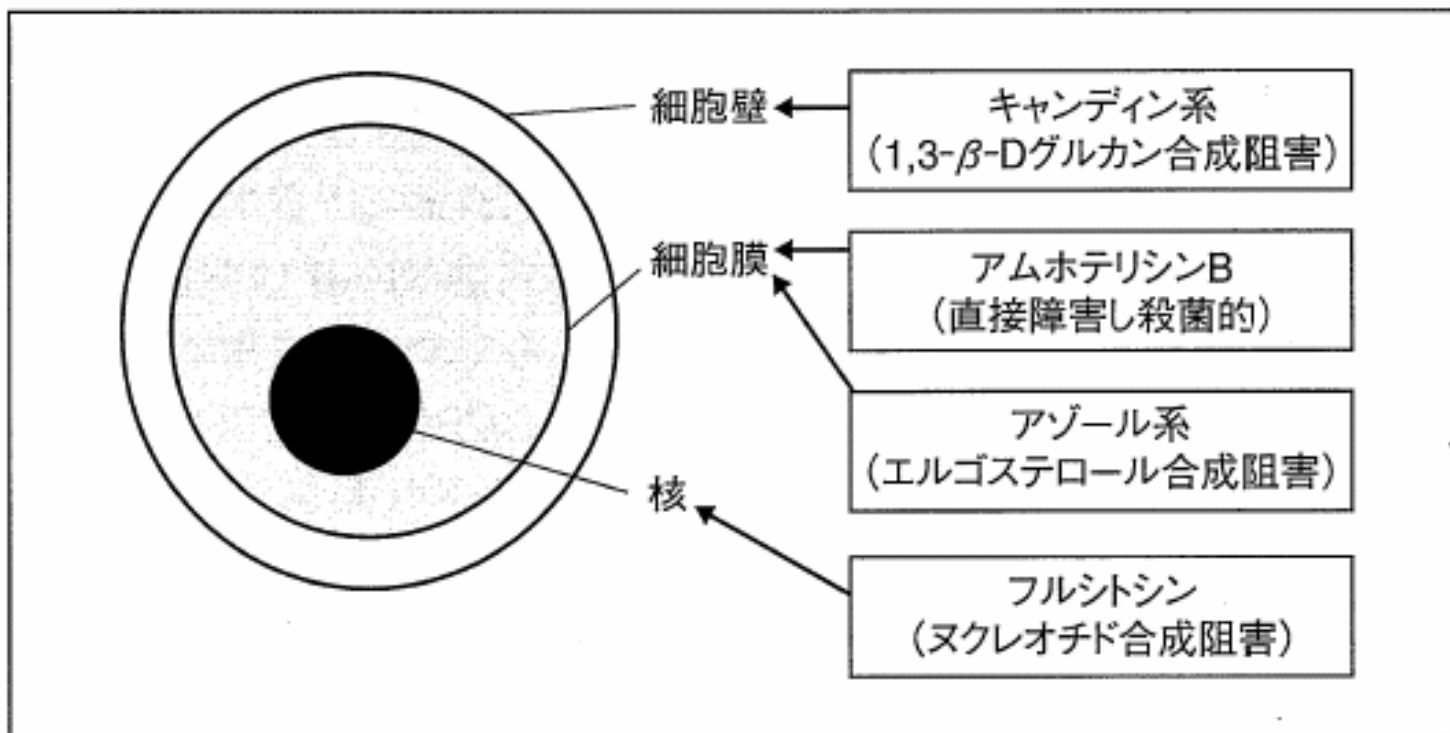 細胞壁
キャンディン系
(1,3-β-Dグルカン合成阻害)
細胞膜
アムホテリシンB
(直接障害し殺菌的)
アゾール系
(エルゴステロール合成阻害)
核
フルシトシン
(ヌクレオチド合成阻害)